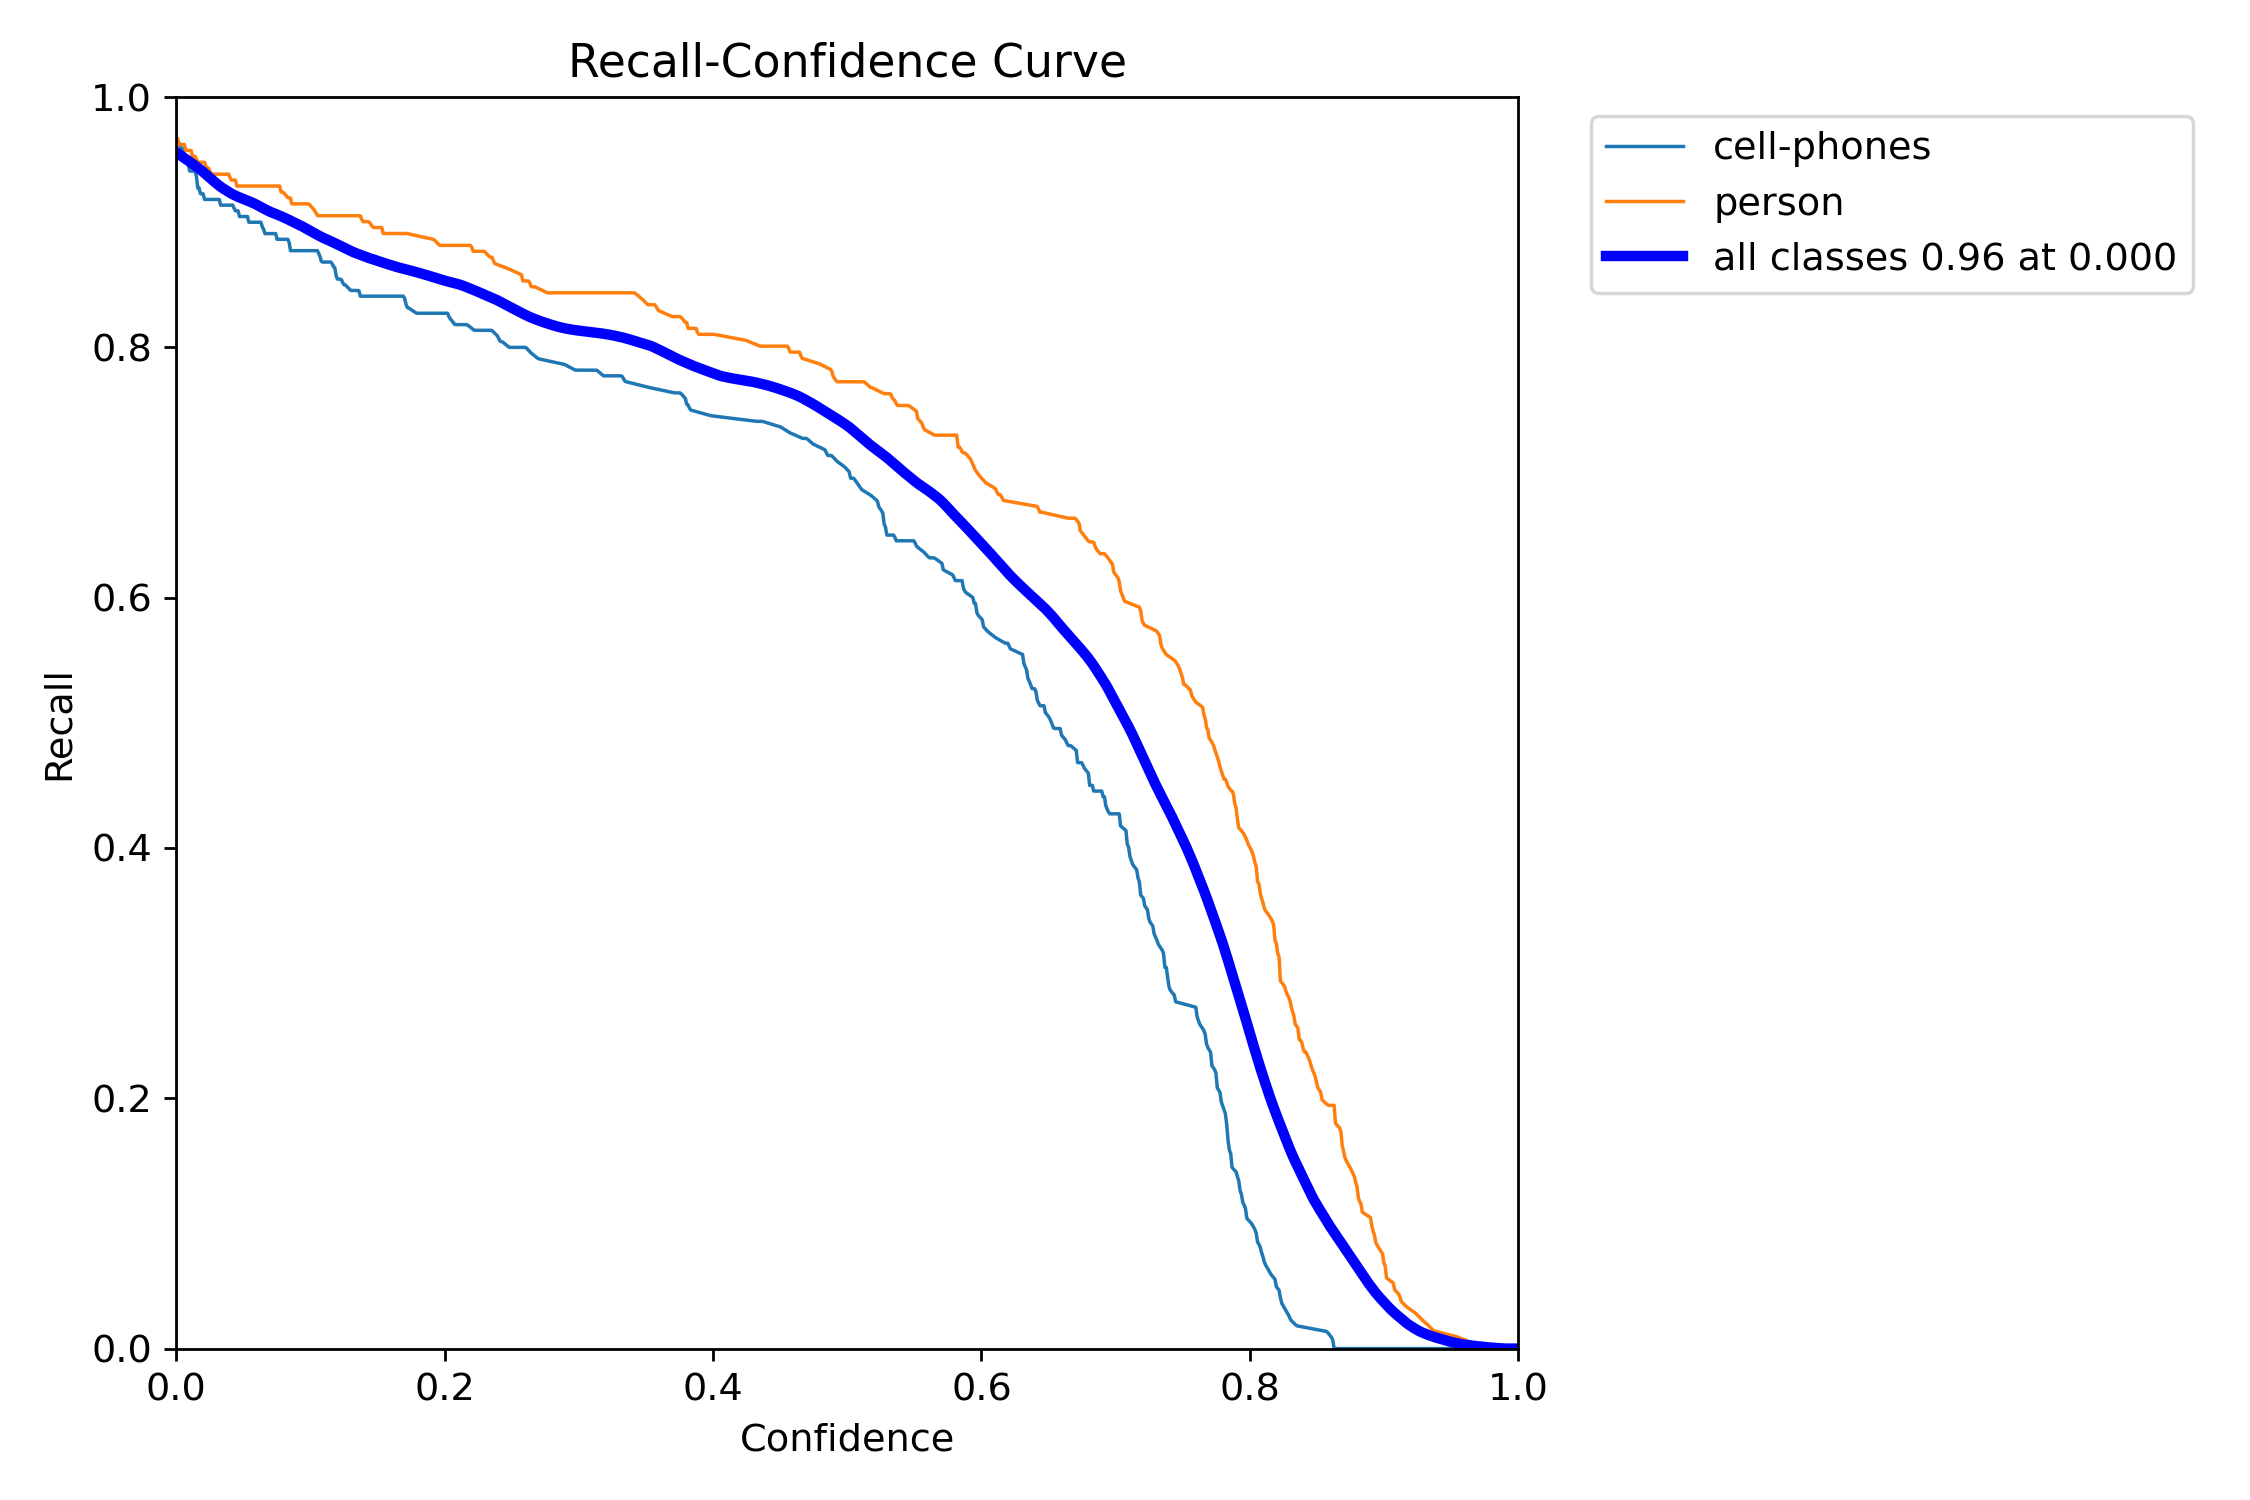 Recall-Confidence Curve
1.0
0.8
0.6
0.4
0.2
0.0
Recall
0.0 0.2 0.4 0.6 0.8 1.0
Confidence
cell-phones
person
all classes 0.96 at 0.000